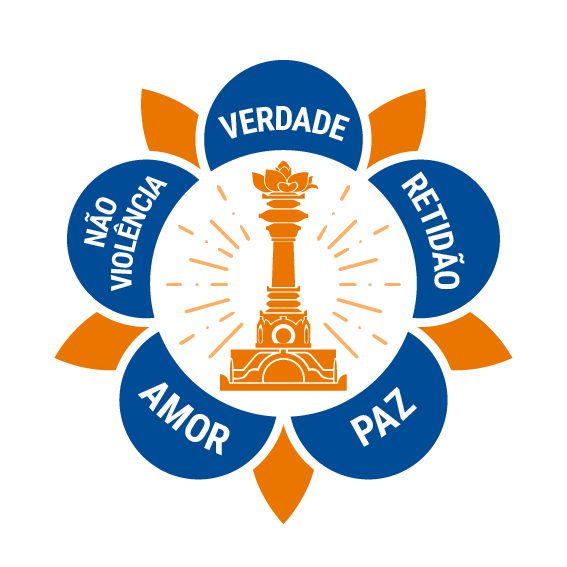 VERDADE
RETIDÃO
PAZ
AMOR
NÃO
VIOLÊNCIA